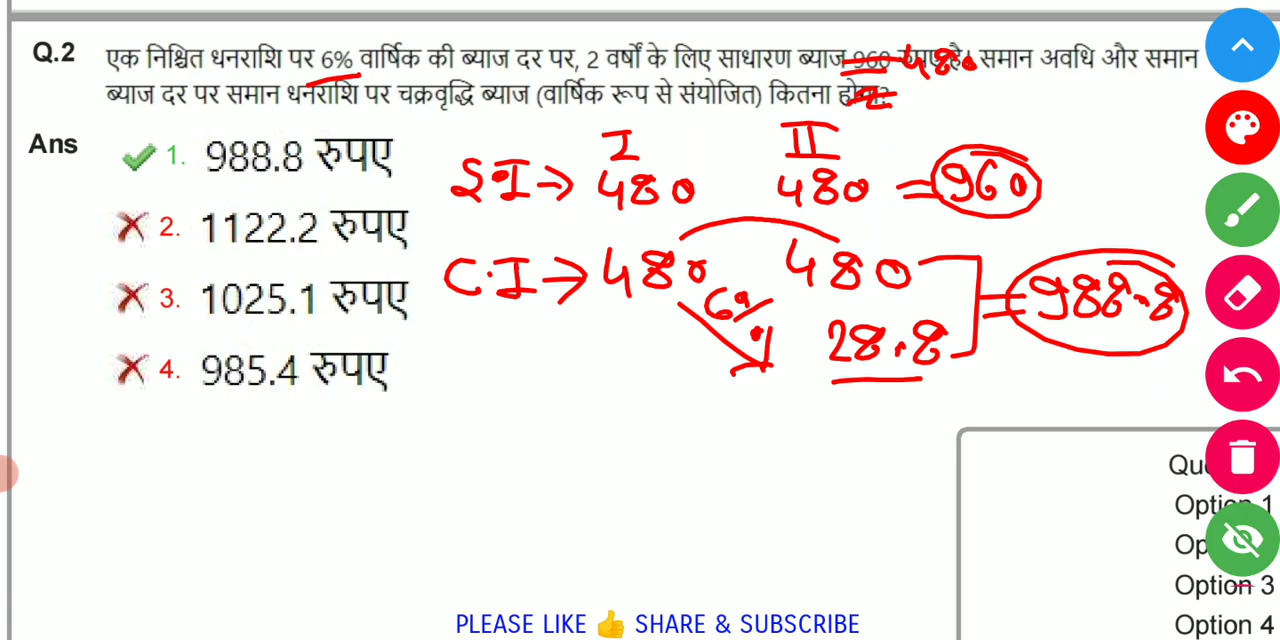 Q.2 एक निश्चित धनराशि पर 6% वार्षिक की ब्याज दर पर, 2 वर्षों के लिए साधारण ब्याज 960 रुपए है। समान अवधि और समान
480
ब्याज दर पर समान धनराशि पर चक्रवृद्धि ब्याज (वार्षिक रूप से संयोजित) कितना होगा?
Ans
1. 988.8 रुपए
2. 1122.2 रुपए
3. 1025.1 रुपए
4. 985.4 रुपए
I II
S.I → 480 480 = 960
C.I → 480 480 = 988.8
6%
28.8
Option 1
Option 3
Option 4
PLEASE LIKE 👍 SHARE & SUBSCRIBE